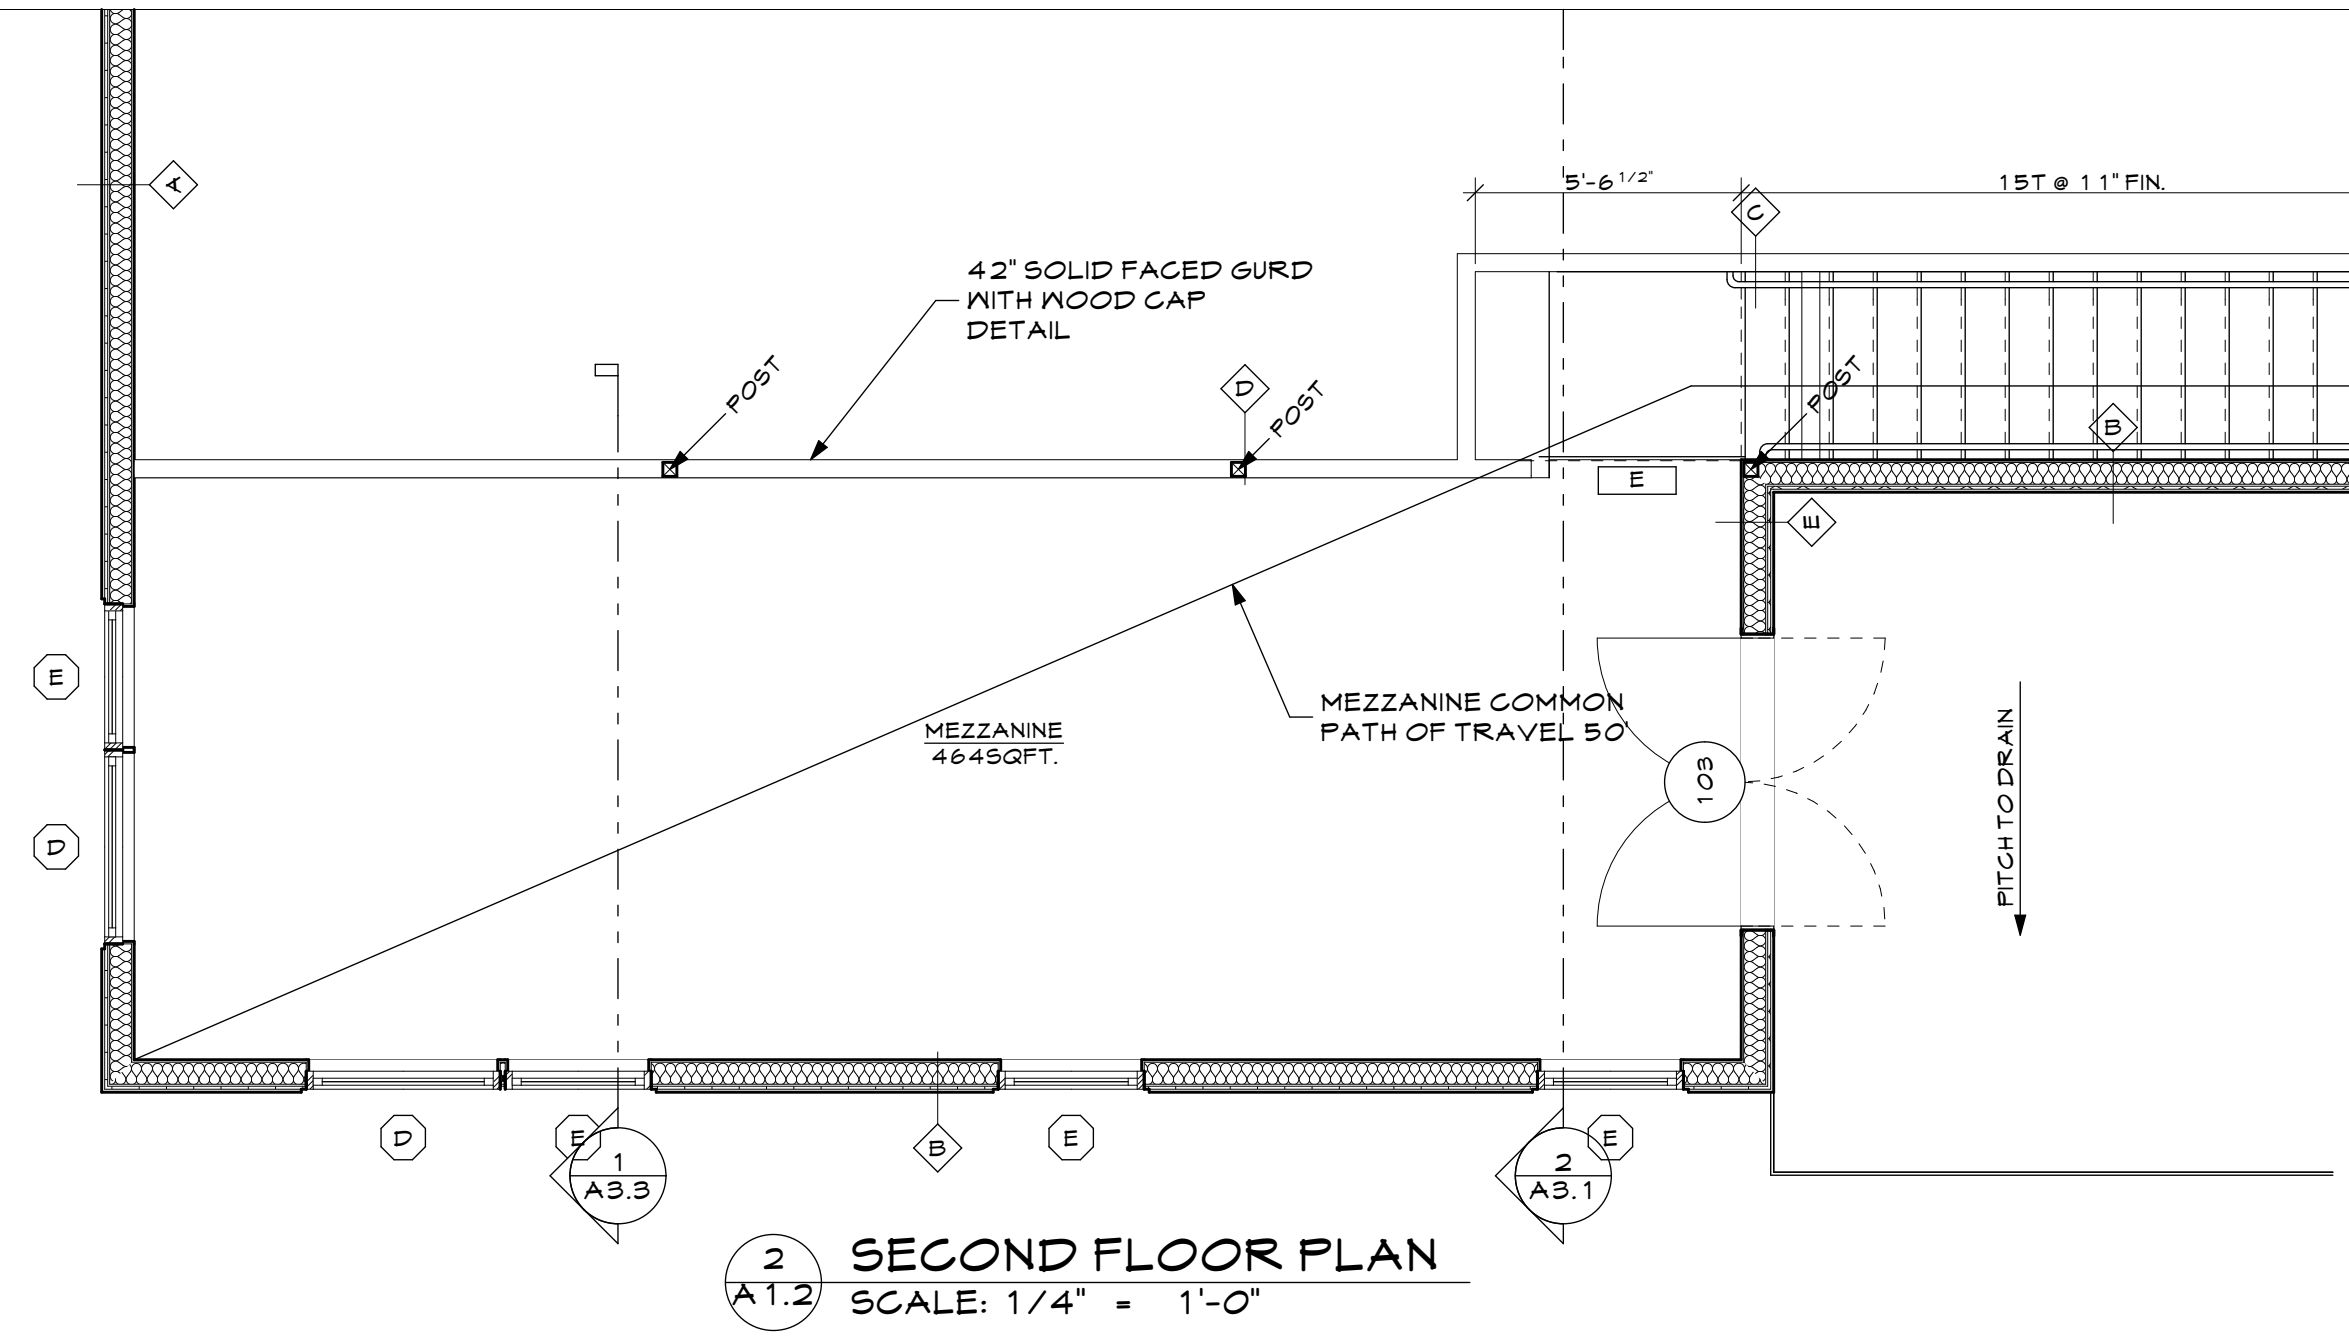 A
5'-6 1/2"
15T @ 11" FIN.
C
42" SOLID FACED GURD
WITH WOOD CAP
DETAIL
POST
D
POST
POST
B
E
E
E
MEZZANINE COMMON
PATH OF TRAVEL 50'
MEZZANINE
464SQFT.
103
PITCH TO DRAIN
D
D
E
B
E
E
1
A3.3
2
A3.1
2
A1.2
SECOND FLOOR PLAN
SCALE: 1/4" = 1'-0"